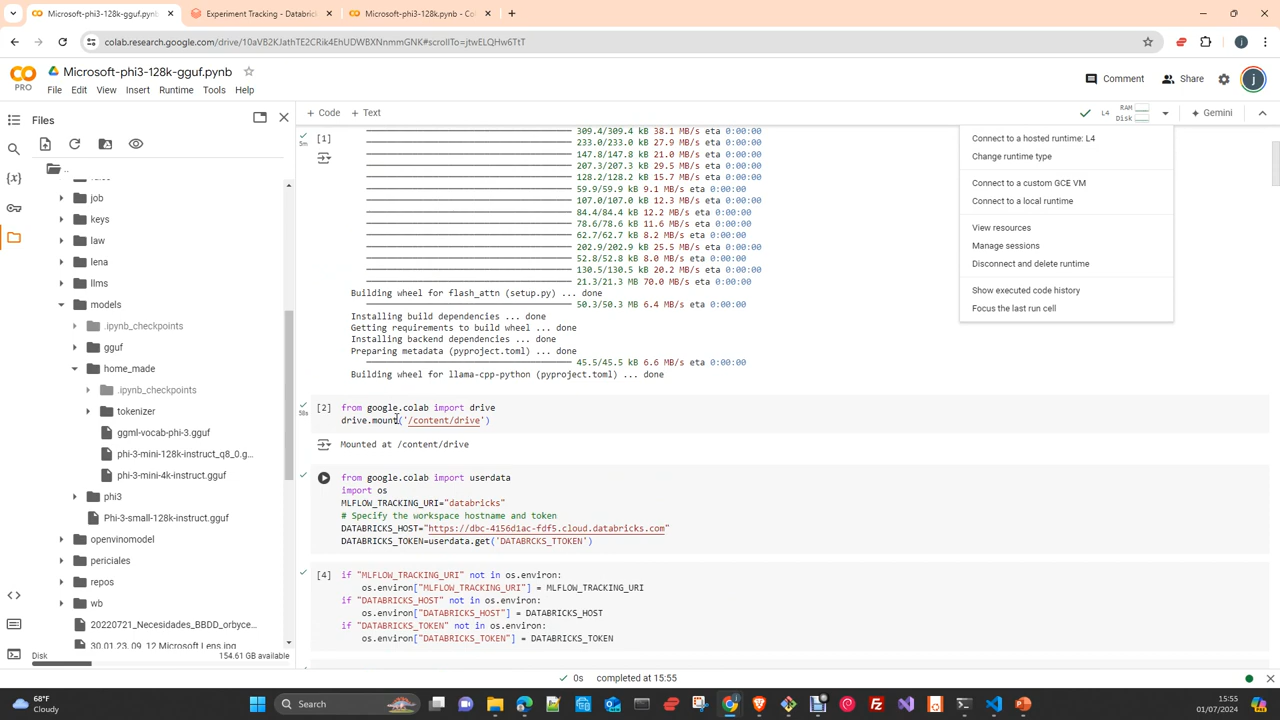 Microsoft-phi3-128k-gguf.pynb
Experiment Tracking - Databrick
Microsoft-phi-128k.pynb - Col
colab.research.google.com/drive/10aVB2KJathTE2CRik4EhUDWBXNnmmGNK#scrollTo=jtwELQHw6TtT
Microsoft-phi3-128k-gguf.pynb
PRO
File Edit View Insert Runtime Tools Help
Comment
Share
j
Files
+ Code + Text
L4
RAM
Disk
Gemini
..
job
keys
law
lena
llms
models
.ipynb_checkpoints
gguf
home_made
.ipynb_checkpoints
tokenizer
ggml-vocab-phi-3.gguf
phi-3-mini-128k-instruct_q8_0.g...
phi-3-mini-4k-instruct.gguf
phi3
Phi-3-small-128k-instruct.gguf
openvinomodel
periciales
repos
wb
20220721_Necesidades_BBDD_orbyce...
30.01.23_09_12 Microsoft Lens.jpg
Disk
154.61 GB available
[1]
5m
309.4/309.4 kB 38.1 MB/s eta 0:00:00
233.0/233.0 kB 27.9 MB/s eta 0:00:00
147.8/147.8 kB 21.0 MB/s eta 0:00:00
207.3/207.3 kB 29.5 MB/s eta 0:00:00
128.2/128.2 kB 15.7 MB/s eta 0:00:00
59.9/59.9 kB 9.1 MB/s eta 0:00:00
107.0/107.0 kB 12.3 MB/s eta 0:00:00
84.4/84.4 kB 12.2 MB/s eta 0:00:00
78.6/78.6 kB 11.6 MB/s eta 0:00:00
62.7/62.7 kB 8.2 MB/s eta 0:00:00
202.9/202.9 kB 25.5 MB/s eta 0:00:00
52.8/52.8 kB 8.0 MB/s eta 0:00:00
130.5/130.5 kB 20.2 MB/s eta 0:00:00
21.3/21.3 MB 70.0 MB/s eta 0:00:00
Building wheel for flash_attn (setup.py) ... done
50.3/50.3 MB 6.4 MB/s eta 0:00:00
Installing build dependencies ... done
Getting requirements to build wheel ... done
Installing backend dependencies ... done
Preparing metadata (pyproject.toml) ... done
45.5/45.5 kB 6.6 MB/s eta 0:00:00
Building wheel for llama-cpp-python (pyproject.toml) ... done
[2]
58s
from google.colab import drive
drive.mount('/content/drive')
Mounted at /content/drive
from google.colab import userdata
import os
MLFLOW_TRACKING_URI="databricks"
# Specify the workspace hostname and token
DATABRICKS_HOST="https://dbc-4156d1ac-fdf5.cloud.databricks.com"
DATABRICKS_TOKEN=userdata.get('DATABRCKS_TTOKEN')
[4]
if "MLFLOW_TRACKING_URI" not in os.environ:
os.environ["MLFLOW_TRACKING_URI"] = MLFLOW_TRACKING_URI
if "DATABRICKS_HOST" not in os.environ:
os.environ["DATABRICKS_HOST"] = DATABRICKS_HOST
if "DATABRICKS_TOKEN" not in os.environ:
os.environ["DATABRICKS_TOKEN"] = DATABRICKS_TOKEN
Connect to a hosted runtime: L4
Change runtime type
Connect to a custom GCE VM
Connect to a local runtime
View resources
Manage sessions
Disconnect and delete runtime
Show executed code history
Focus the last run cell
0s completed at 15:55
68°F
Cloudy
Search
15:55
01/07/2024